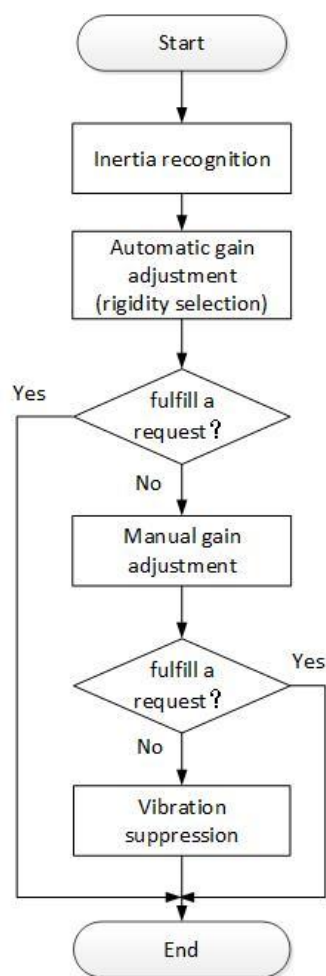 Start
Inertia recognition
Automatic gain
adjustment
(rigidity selection)
Yes
fulfill a
request？
No
Manual gain
adjustment
fulfill a
request？
Yes
No
Vibration
suppression
End